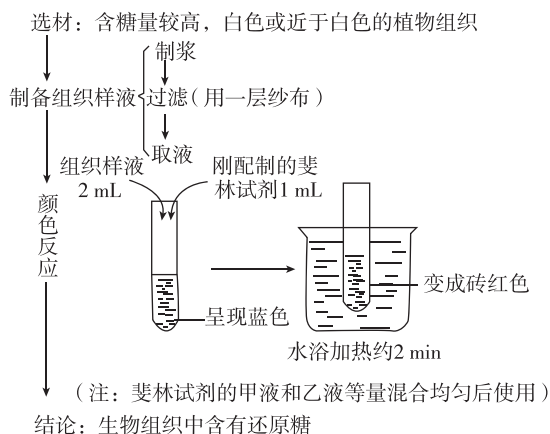 选材：含糖量较高，白色或近于白色的植物组织
制浆
制备组织样液 过滤（用一层纱布）
取液
组织样液
2 mL
刚配制的斐
林试剂1 mL
颜色反应
变成砖红色
呈现蓝色
水浴加热约2 min
（注：斐林试剂的甲液和乙液等量混合均匀后使用）
结论：生物组织中含有还原糖